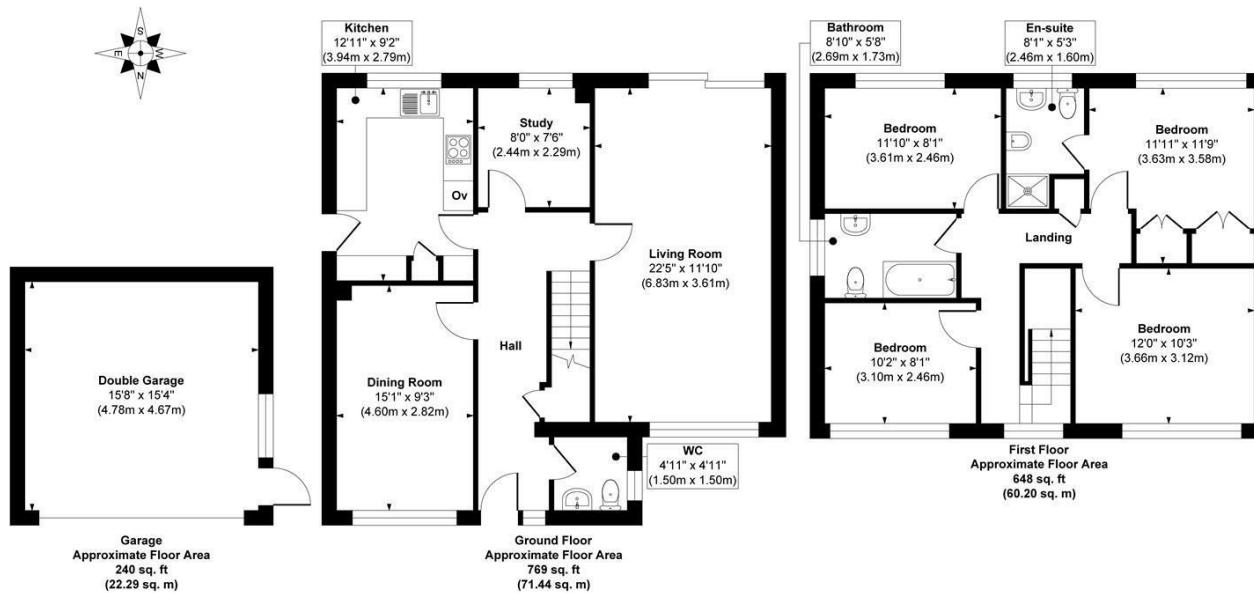 S
E
W
N
Kitchen
12'11" x 9'2"
(3.94m x 2.79m)
Study
8'0" x 7'6"
(2.44m x 2.29m)
Ov
Living Room
22'5" x 11'10"
(6.83m x 3.61m)
Hall
Dining Room
15'1" x 9'3"
(4.60m x 2.82m)
WC
4'11" x 4'11"
(1.50m x 1.50m)
Double Garage
15'8" x 15'4"
(4.78m x 4.67m)
Garage
Approximate Floor Area
240 sq. ft
(22.29 sq. m)
Ground Floor
Approximate Floor Area
769 sq. ft
(71.44 sq. m)
Bathroom
8'10" x 5'8"
(2.69m x 1.73m)
En-suite
8'1" x 5'3"
(2.46m x 1.60m)
Bedroom
11'10" x 8'1"
(3.61m x 2.46m)
Bedroom
11'11" x 11'9"
(3.63m x 3.58m)
Landing
Bedroom
10'2" x 8'1"
(3.10m x 2.46m)
Bedroom
12'0" x 10'3"
(3.66m x 3.12m)
First Floor
Approximate Floor Area
648 sq. ft
(60.20 sq. m)